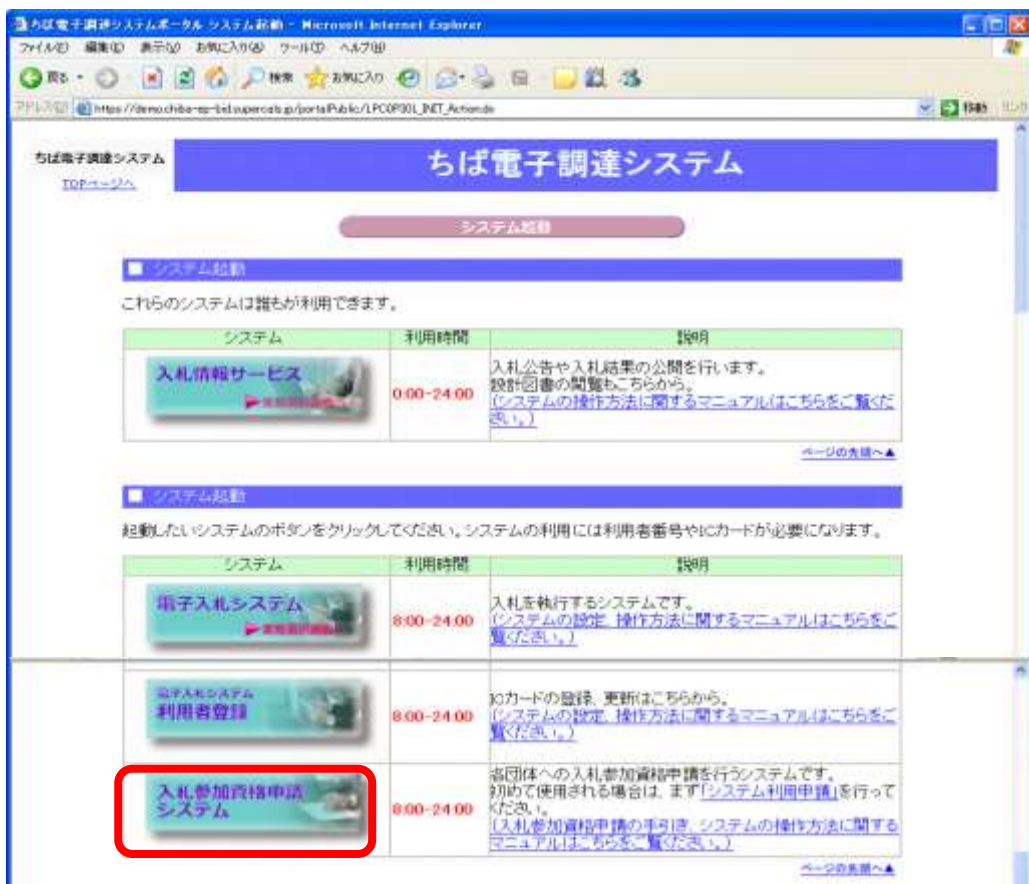 ちば電子調達システムポータル システム起動 - Microsoft Internet Explorer
ファイル(F) 編集(E) 表示(V) お気に入り(A) ツール(T) ヘルプ(H)
戻る 検索 お気に入り
アドレス(D) 移動 リンク
ちば電子調達システム
TOPページへ
ちば電子調達システム
システム起動
システム起動
これらのシステムは誰もが利用できます。
システム 利用時間 説明
入札情報サービス
0:00-24:00
入札公告や入札結果の公開を行います。
設計図書の閲覧もこちらから。
(システムの操作方法に関するマニュアルはこちらをご覧くだ
さい。)
ページの先頭へ▲
システム起動
起動したいシステムのボタンをクリックしてください。システムの利用には利用者番号やICカードが必要になります。
システム 利用時間 説明
電子入札システム
8:00-24:00
入札を執行するシステムです。
(システムの設定、操作方法に関するマニュアルはこちらをご
覧ください。)
電子入札システム
利用者登録
8:00-24:00
ICカードの登録、更新はこちらから。
(システムの設定、操作方法に関するマニュアルはこちらをご
覧ください。)
入札参加資格申請
システム
8:00-24:00
各団体への入札参加資格申請を行うシステムです。
初めて使用される場合は、まず「システム利用申請」を行って
ください。
(入札参加資格申請の手引き、システムの操作方法に関する
マニュアルはこちらをご覧ください。)
ページの先頭へ▲